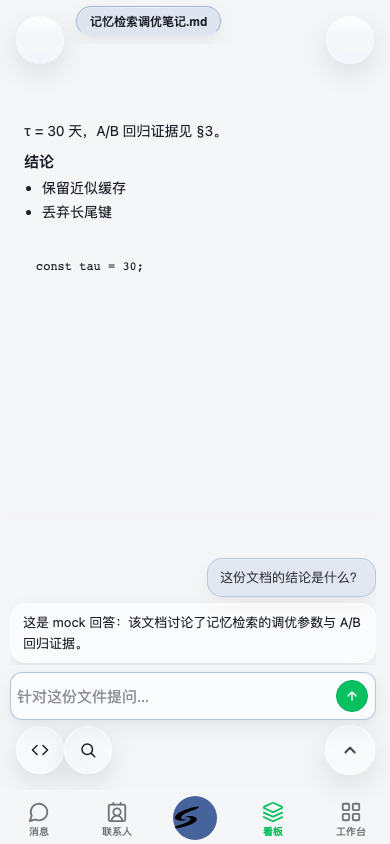 记忆检索调优笔记.md
τ = 30 天，A/B 回归证据见 §3。
结论
• 保留近似缓存
• 丢弃长尾键
const tau = 30;
这份文档的结论是什么？
这是 mock 回答：该文档讨论了记忆检索的调优参数与 A/B
回归证据。
针对这份文件提问...
消息
联系人
看板
工作台